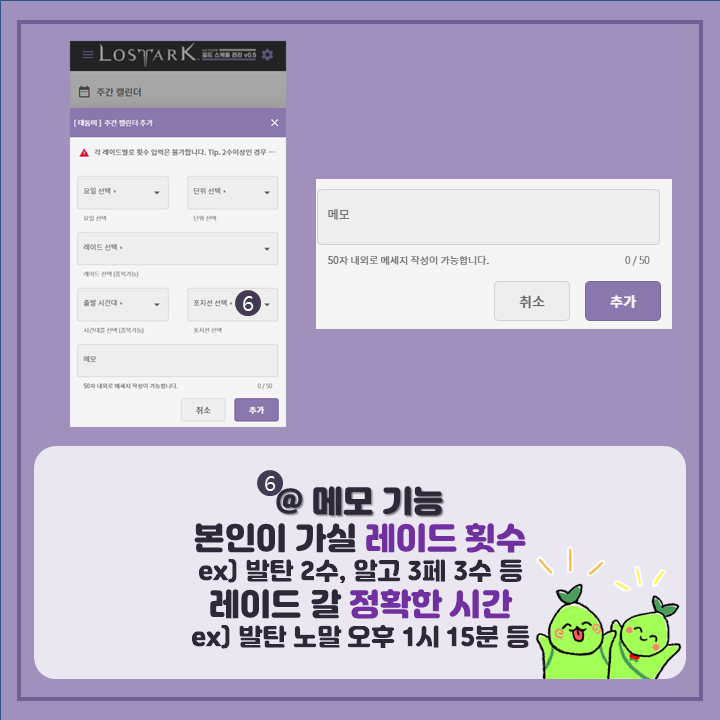 LOSTARK
길드 스케줄 관리 v0.5
주간 캘린더
[ 태동이 ] 주간 캘린더 추가
각 레이드별로 횟수 입력은 불가합니다. Tip. 2수이상인 경우 ···
요일 선택 * 단위 선택 *
요일 선택 단위 선택
레이드 선택 *
레이드 선택 (중복가능)
출발 시간대 * 포지션 선택 * 6
시간대를 선택 (중복가능) 포지션 선택
메모
50자 내외로 메세지 작성이 가능합니다. 0 / 50
취소 추가
메모
50자 내외로 메세지 작성이 가능합니다. 0 / 50
취소 추가
6
@ 메모 기능
본인이 가실 레이드 횟수
ex) 발탄 2수, 알고 3페 3수 등
레이드 갈 정확한 시간
ex) 발탄 노말 오후 1시 15분 등